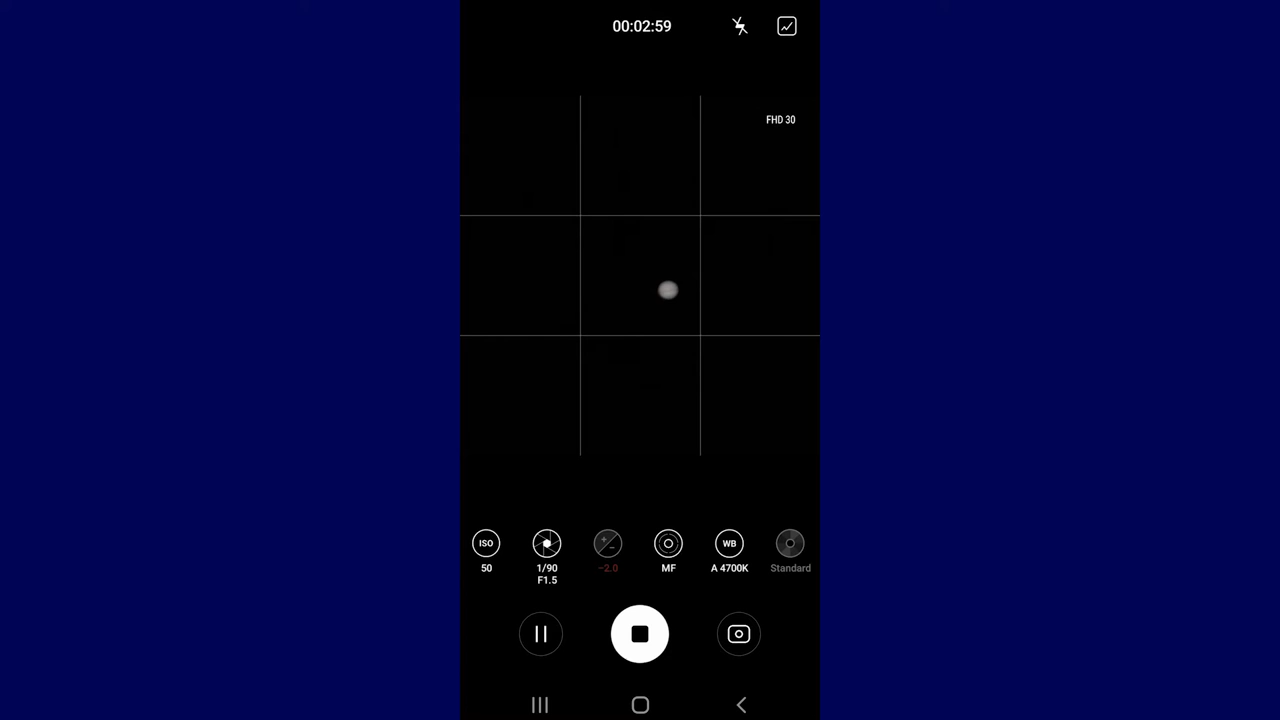 00:02:59
FHD 30
ISO
WB
50
1/90
F1.5
−2.0
MF
A 4700K
Standard